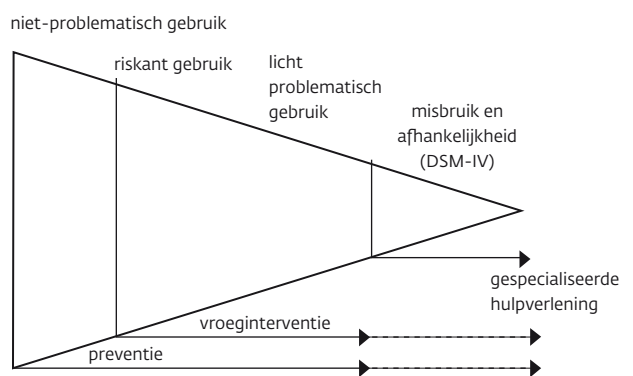 niet-problematisch gebruik
riskant gebruik
licht
problematisch
gebruik
misbruik en
afhankelijkheid
(DSM-IV)
gespecialiseerde
hulpverlening
vroeginterventie
preventie